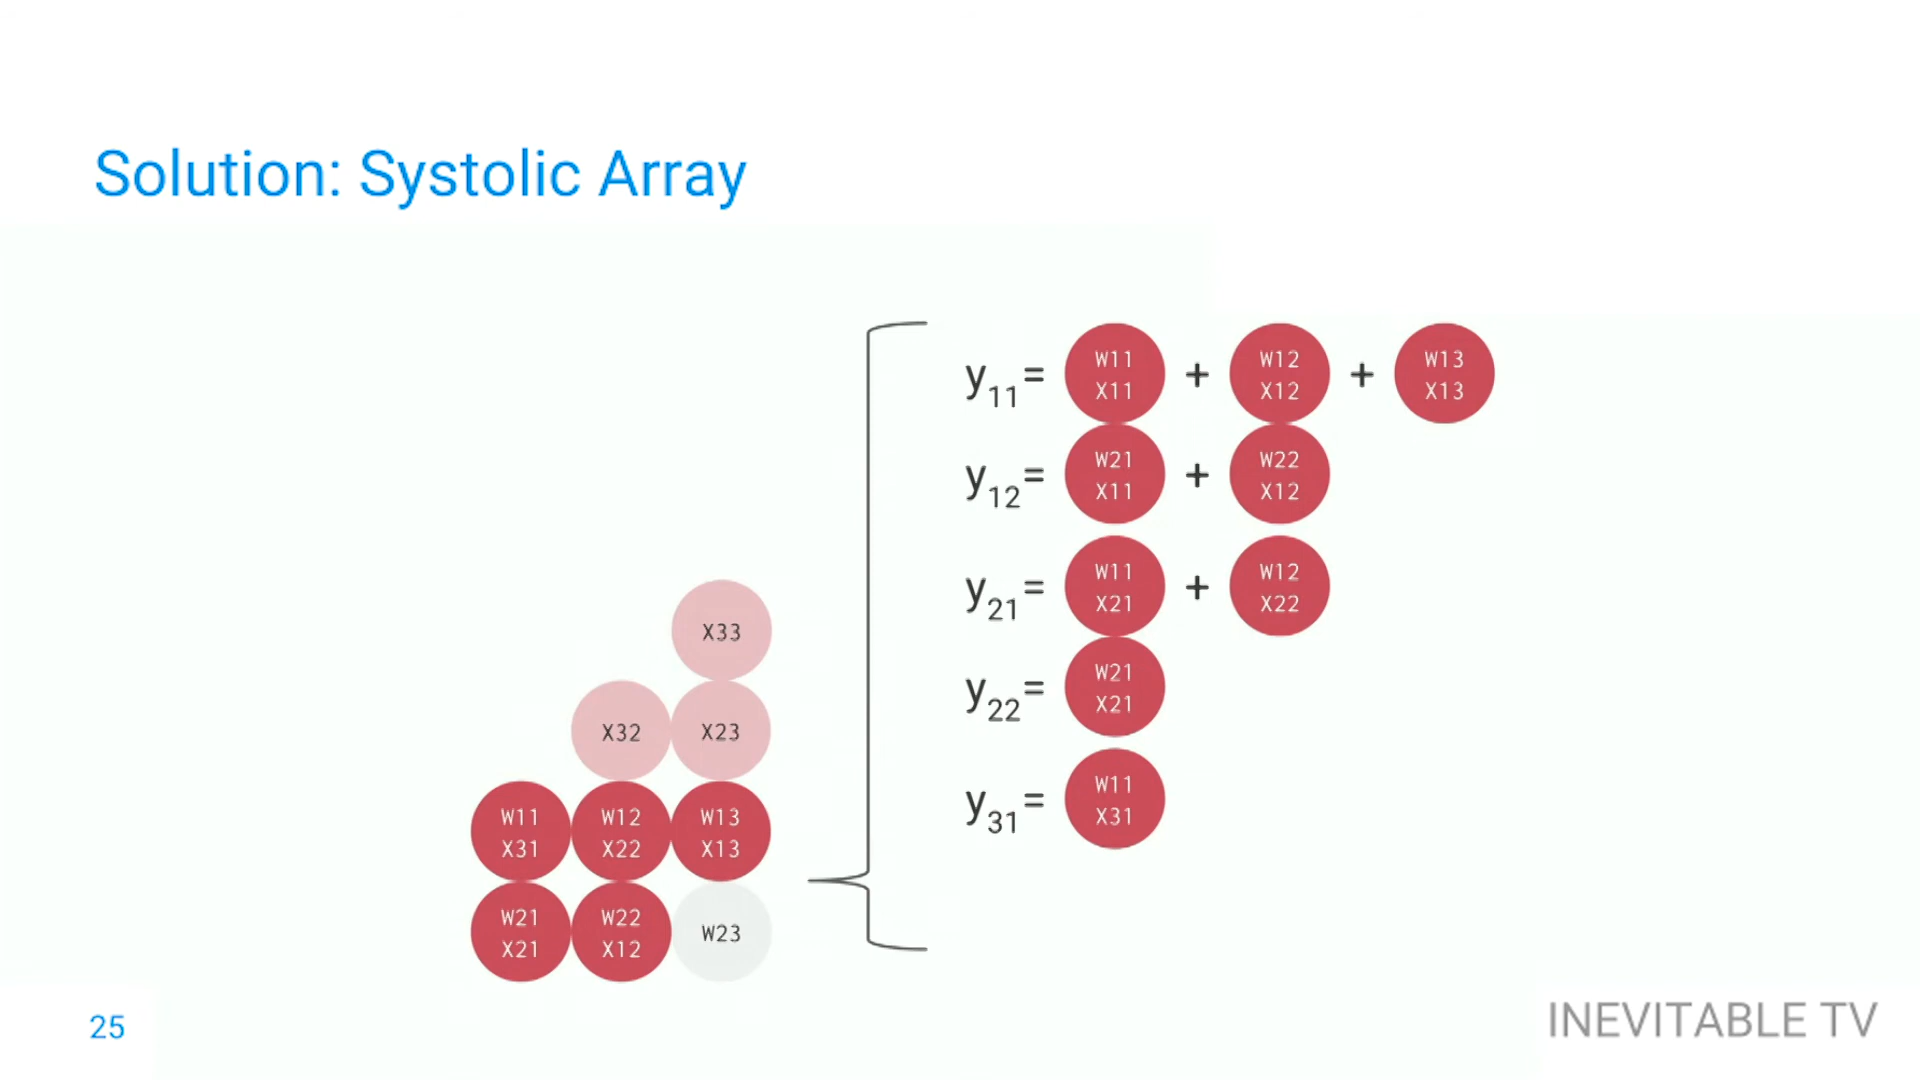 Solution: Systolic Array
y11= W11 X11 + W12 X12 + W13 X13
y12= W21 X11 + W22 X12
y21= W11 X21 + W12 X22
y22= W21 X21
y31= W11 X31
X33
X32 X23
W11 W12 W13
X31 X22 X13
W21 W22 W23
X21 X12
25
INEVITABLE TV